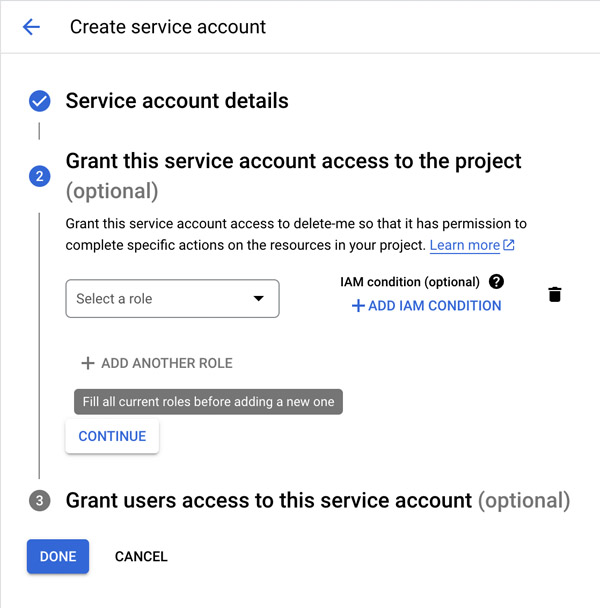 Create service account
Service account details
2
Grant this service account access to the project
(optional)
Grant this service account access to delete-me so that it has permission to
complete specific actions on the resources in your project. Learn more
Select a role
IAM condition (optional) ?
+ ADD IAM CONDITION
+ ADD ANOTHER ROLE
Fill all current roles before adding a new one
CONTINUE
3 Grant users access to this service account (optional)
DONE CANCEL